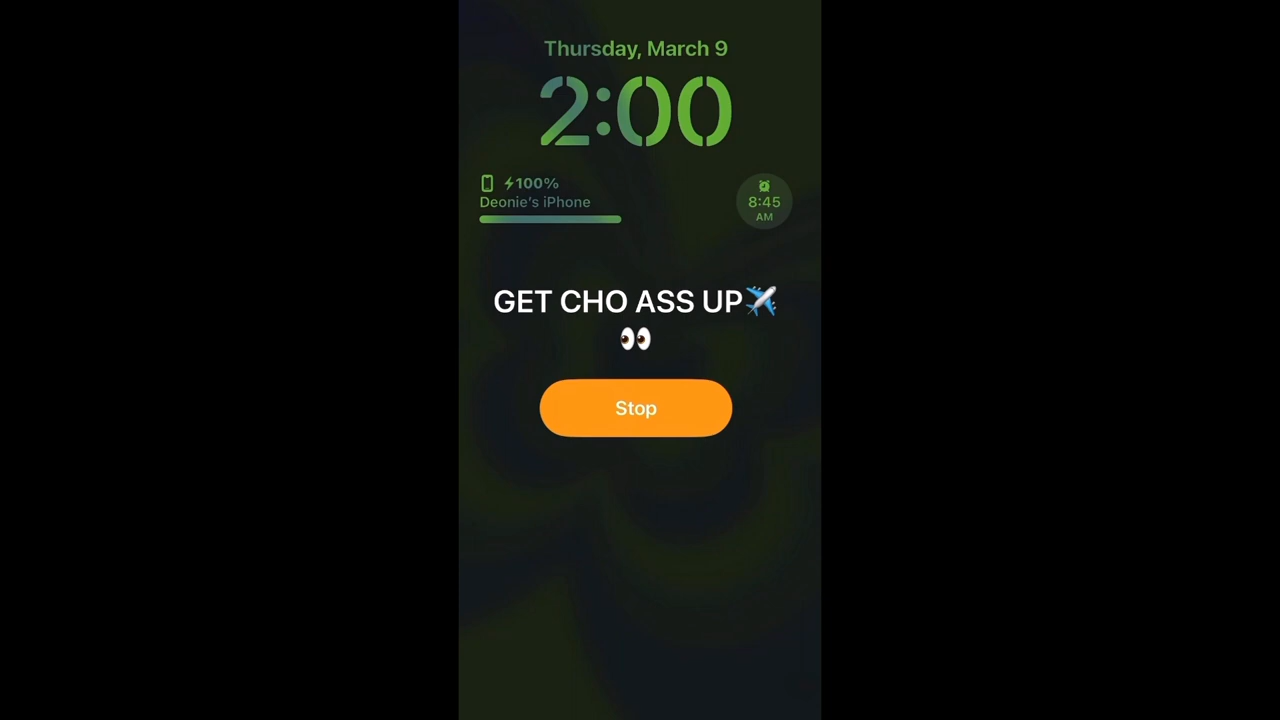 Thursday, March 9
2:00
⚡100%
Deonie's iPhone
8:45
AM
GET CHO ASS UP✈️
👀
Stop